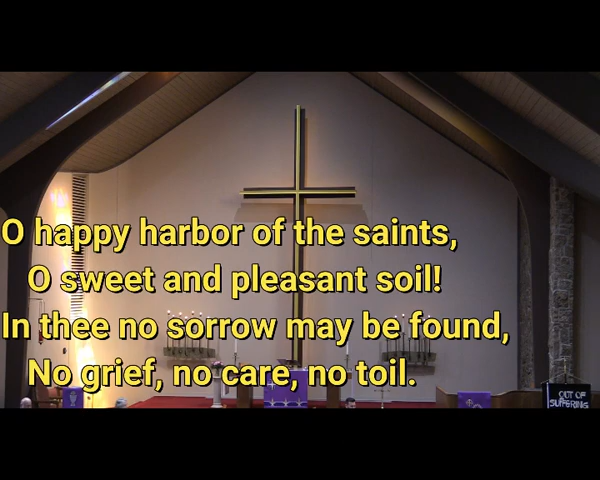 O happy harbor of the saints,
O sweet and pleasant soil!
In thee no sorrow may be found,
No grief, no care, no toil.
OUT OF
SUFFERING